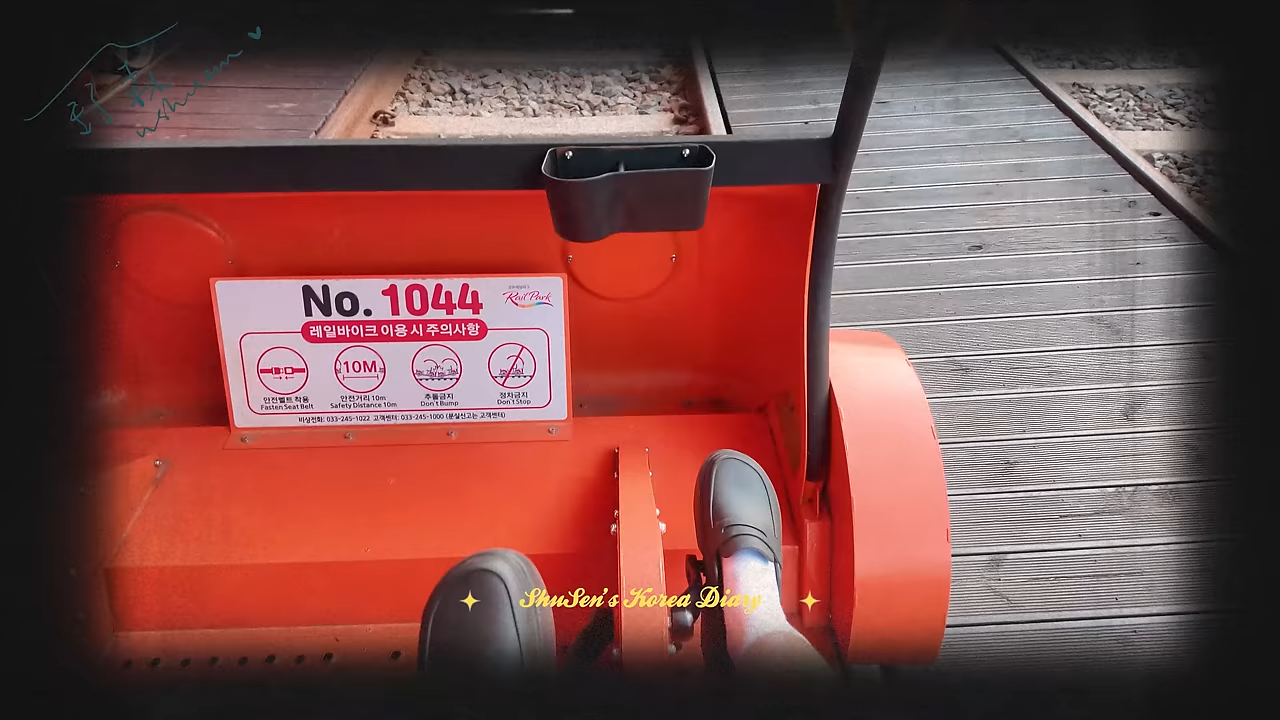 No. 1044
Rail Park
레일바이크 이용 시 주의사항
10M
안전벨트 착용
Fasten Seat Belt
안전거리 10m
Safety Distance 10m
추돌금지
Don't Bump
정차금지
Don't Stop
비상전화: 033-245-1022 고객센터: 033-245-1000 (분실신고는 고객센터)
ShuSen's Korea Diary